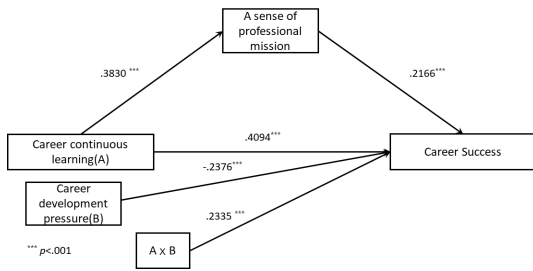 A sense of
professional
mission
.3830 ***
.2166***
Career continuous
learning(A)
.4094***
Career Success
-.2376***
Career
development
pressure(B)
.2335 ***
*** p<.001
A x B